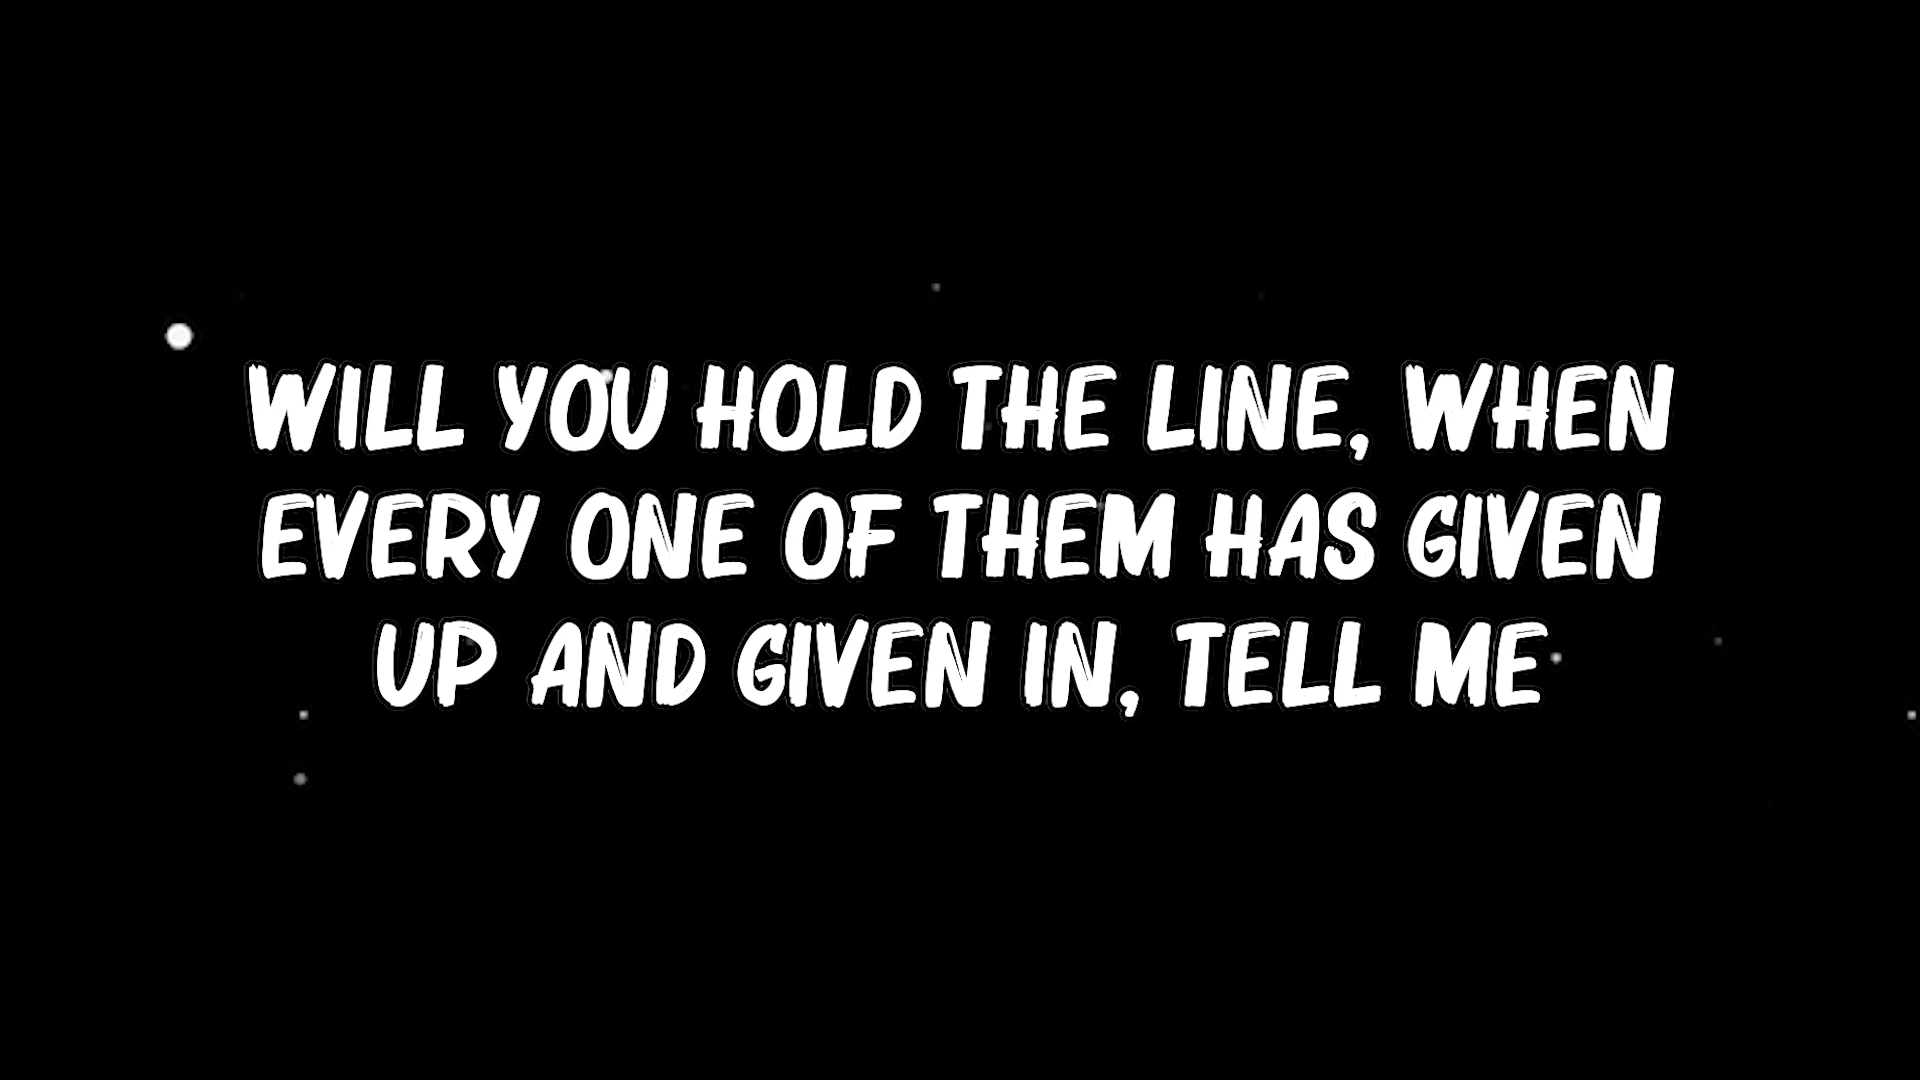 WILL YOU HOLD THE LINE, WHEN
EVERY ONE OF THEM HAS GIVEN
UP AND GIVEN IN, TELL ME